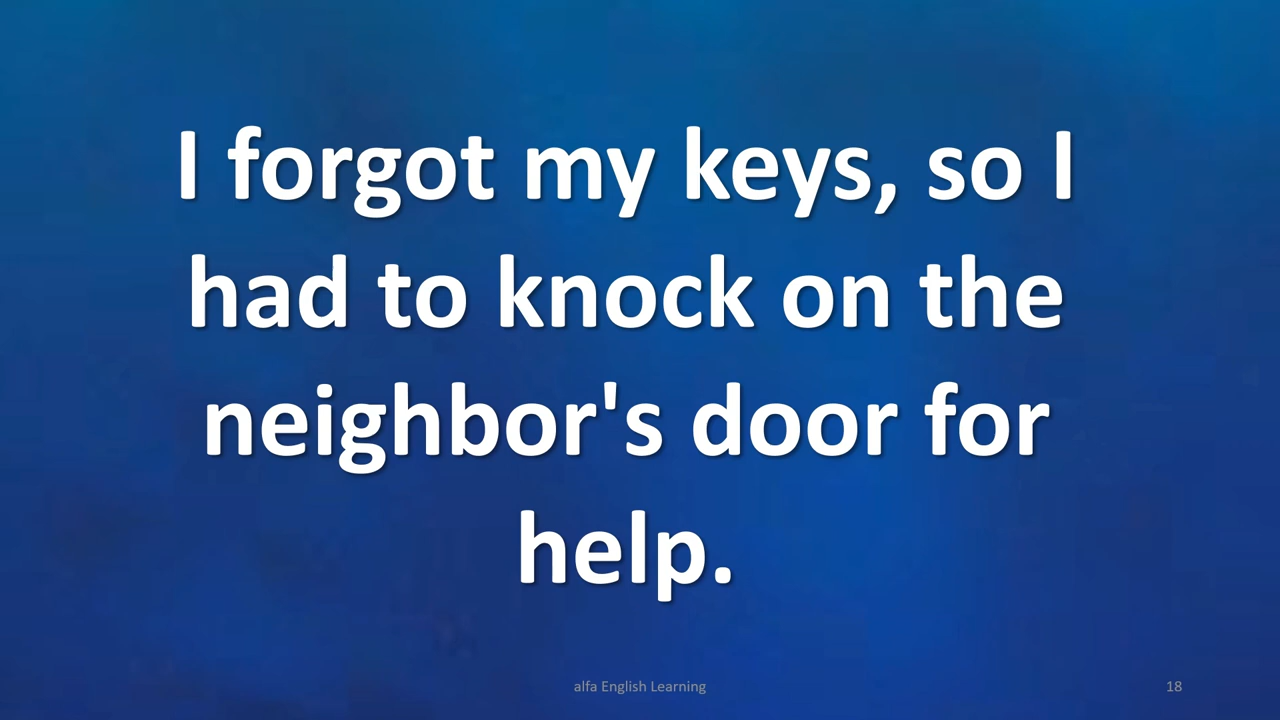 I forgot my keys, so I
had to knock on the
neighbor's door for
help.
alfa English Learning
18